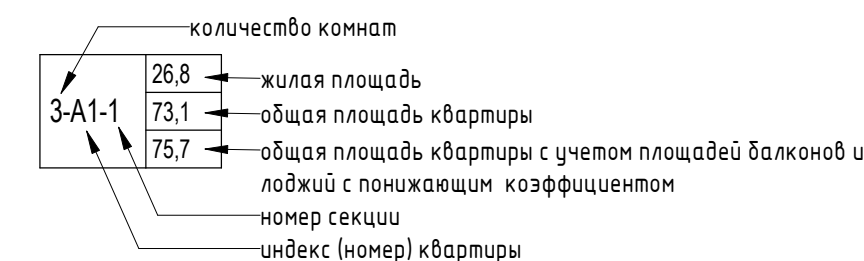 количество комнат
26,8
жилая площадь
3-А1-1
73,1
общая площадь квартиры
75,7
общая площадь квартиры с учетом площадей балконов и
лоджий с понижающим коэффициентом
номер секции
индекс (номер) квартиры